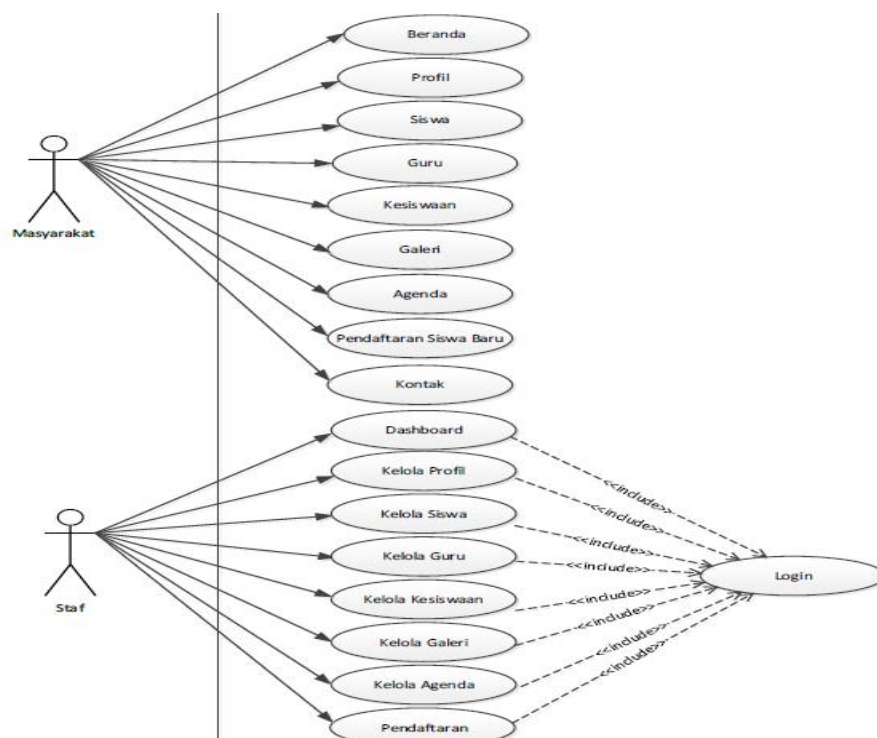 Beranda
Profil
Siswa
Guru
Kesiswaan
Galeri
Agenda
Pendaftaran Siswa Baru
Kontak
Masyarakat
Dashboard
Kelola Profil
Kelola Siswa
Kelola Guru
Kelola Kesiswaan
Kelola Galeri
Kelola Agenda
Pendaftaran
Staf
<<include>>
<<include>>
<<include>>
<<include>>
<<include>>
<<include>>
<<include>>
<<include>>
Login